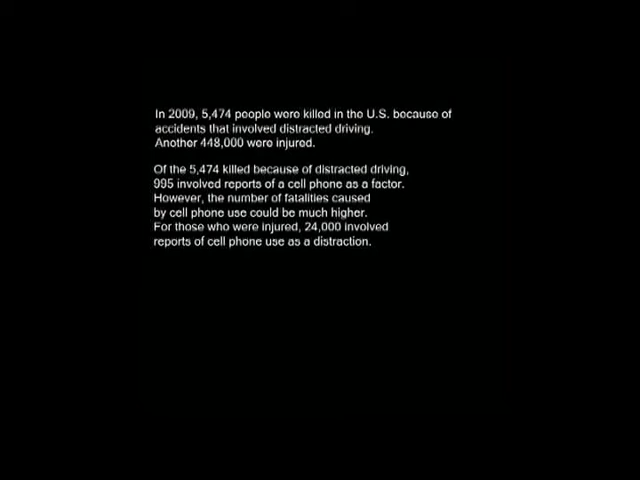 In 2009, 5,474 people were killed in the U.S. because of
accidents that involved distracted driving.
Another 448,000 were injured.
Of the 5,474 killed because of distracted driving,
995 involved reports of a cell phone as a factor.
However, the number of fatalities caused
by cell phone use could be much higher.
For those who were injured, 24,000 involved
reports of cell phone use as a distraction.